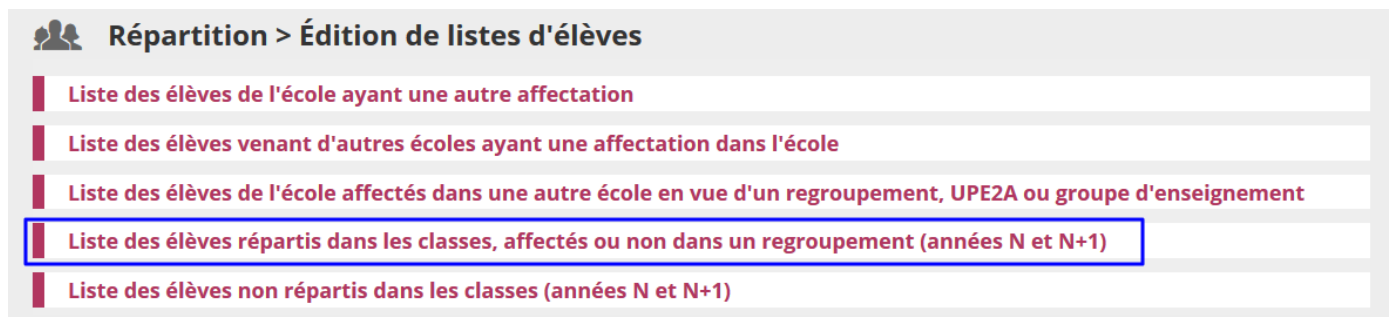 Répartition > Édition de listes d'élèves
Liste des élèves de l'école ayant une autre affectation
Liste des élèves venant d'autres écoles ayant une affectation dans l'école
Liste des élèves de l'école affectés dans une autre école en vue d'un regroupement, UPE2A ou groupe d'enseignement
Liste des élèves répartis dans les classes, affectés ou non dans un regroupement (années N et N+1)
Liste des élèves non répartis dans les classes (années N et N+1)